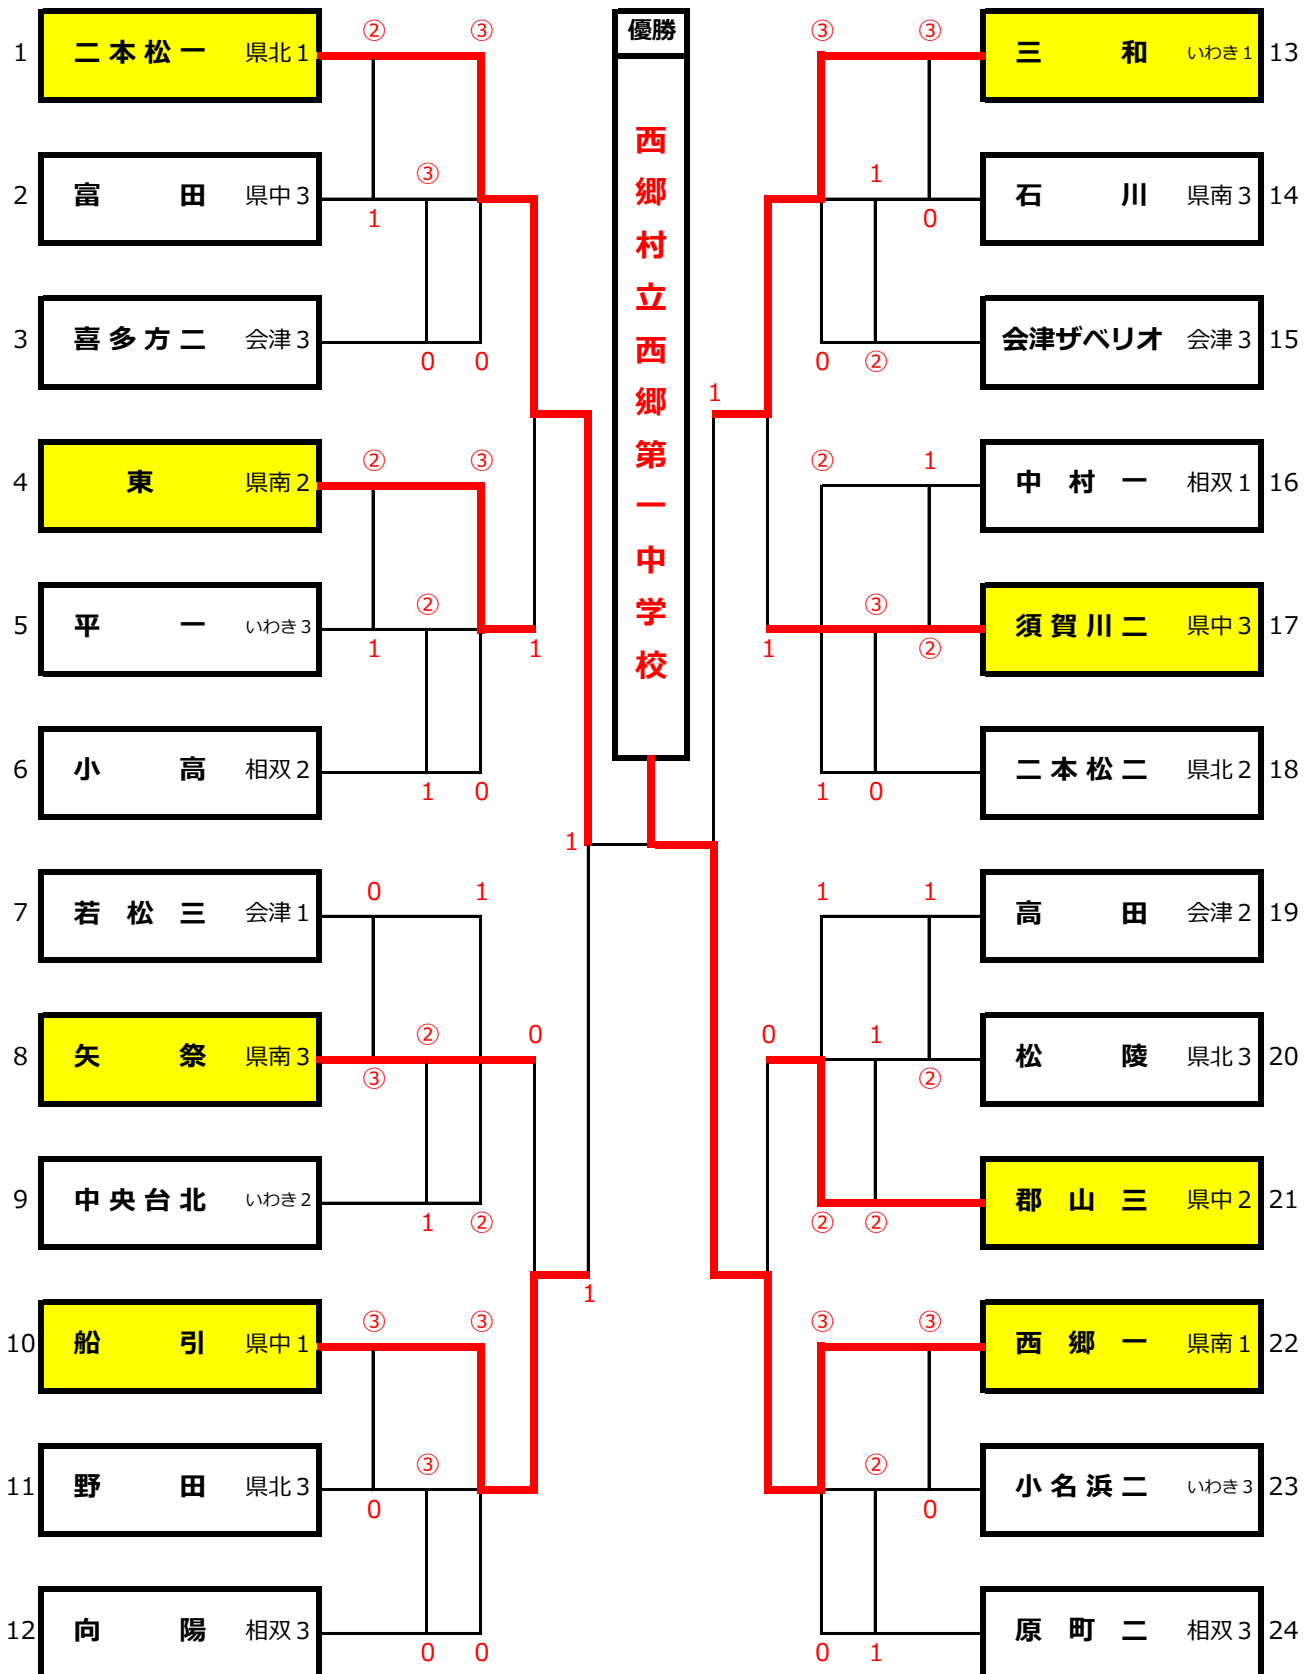 優勝
西郷村立西郷第一中学校
② ③
1 二本松一 県北1
③
2 富田 県中3
1
3 喜多方二 会津3
0 0
② ③
4 東 県南2
②
5 平一 いわき3
1 1
6 小高 相双2
1 0
1
0 1
7 若松三 会津1
② 0
8 矢祭 県南3
③
9 中央台北 いわき2
1 ②
1
③ ③
10 船引 県中1
③
11 野田 県北3
0
12 向陽 相双3
0 0
③ ③
三和 いわき1 13
1
石川 県南3 14
0
会津ザベリオ 会津3 15
0 ②
1
② 1
中村一 相双1 16
③
須賀川二 県中3 17
1 ②
二本松二 県北2 18
1 0
1 1
高田 会津2 19
0 1
松陵 県北3 20
②
郡山三 県中2 21
② ②
③ ③
西郷一 県南1 22
②
小名浜二 いわき3 23
0
原町二 相双3 24
0 1